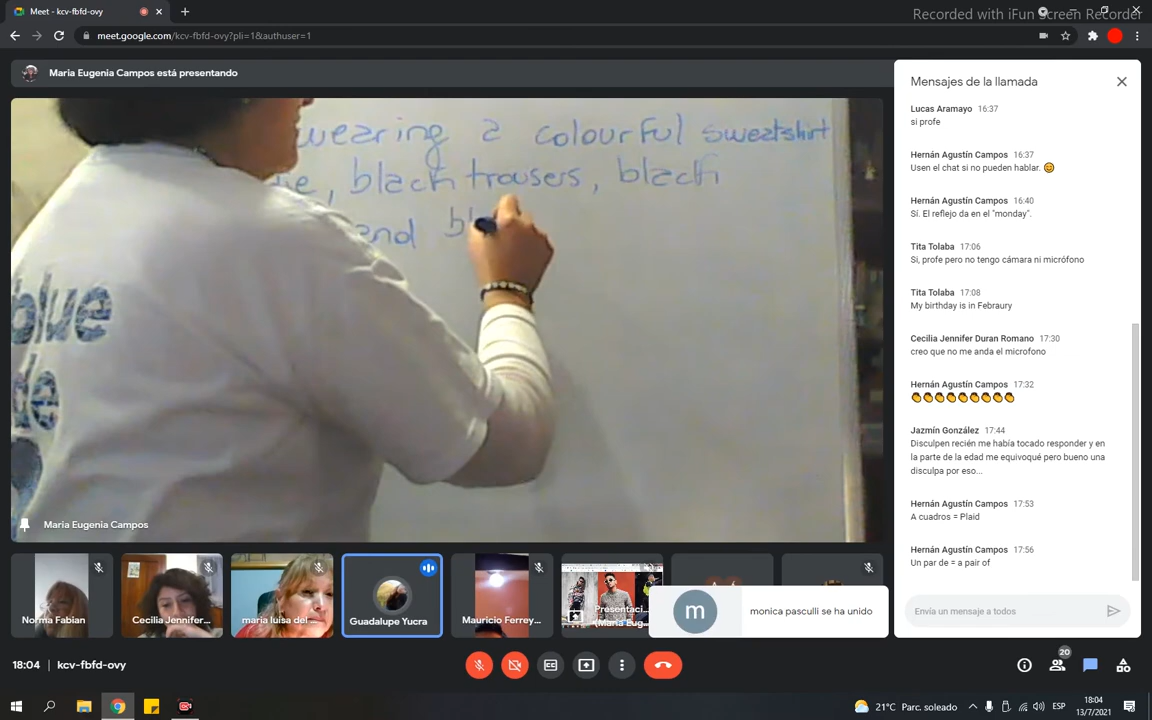 Meet - kcv-fbfd-ovy
Recorded with iFun Screen Recorder
meet.google.com/kcv-fbfd-ovy?pli=1&authuser=1
Maria Eugenia Campos está presentando
wearing a colourful sweatshirt
, black trousers, black
and bl
blue
Maria Eugenia Campos
Norma Fabian
Cecilia Jennifer...
maria luisa del ...
Guadalupe Yucra
Mauricio Ferrey...
Presentaci...
(María Eug...
monica pasculli se ha unido
m
Mensajes de la llamada
Lucas Aramayo 16:37
si profe
Hernán Agustín Campos 16:37
Usen el chat si no pueden hablar. 😊
Hernán Agustín Campos 16:40
Sí. El reflejo da en el "monday".
Tita Tolaba 17:06
Si, profe pero no tengo cámara ni micrófono
Tita Tolaba 17:08
My birthday is in Febraury
Cecilia Jennifer Duran Romano 17:30
creo que no me anda el microfono
Hernán Agustín Campos 17:32
👏👏👏👏👏👏👏👏👏
Jazmín González 17:44
Disculpen recién me había tocado responder y en
la parte de la edad me equivoqué pero bueno una
disculpa por eso...
Hernán Agustín Campos 17:53
A cuadros = Plaid
Hernán Agustín Campos 17:56
Un par de = a pair of
Envía un mensaje a todos
18:04 | kcv-fbfd-ovy
20
21°C Parc. soleado
ESP
18:04
13/7/2021